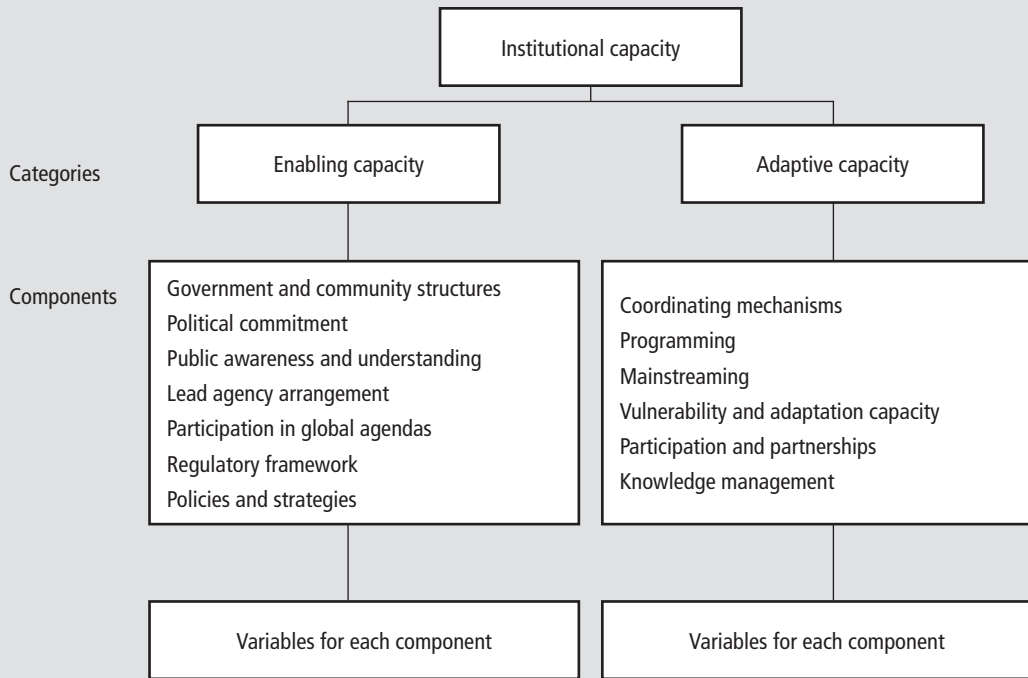 Institutional capacity
Categories
Enabling capacity
Adaptive capacity
Components
Government and community structures
Political commitment
Public awareness and understanding
Lead agency arrangement
Participation in global agendas
Regulatory framework
Policies and strategies
Coordinating mechanisms
Programming
Mainstreaming
Vulnerability and adaptation capacity
Participation and partnerships
Knowledge management
Variables for each component
Variables for each component